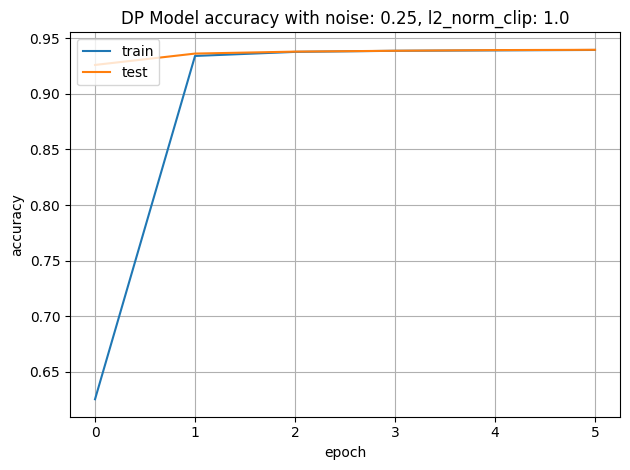 DP Model accuracy with noise: 0.25, l2_norm_clip: 1.0
train
test
0.95
0.90
0.85
0.80
0.75
0.70
0.65
accuracy
0 1 2 3 4 5
epoch